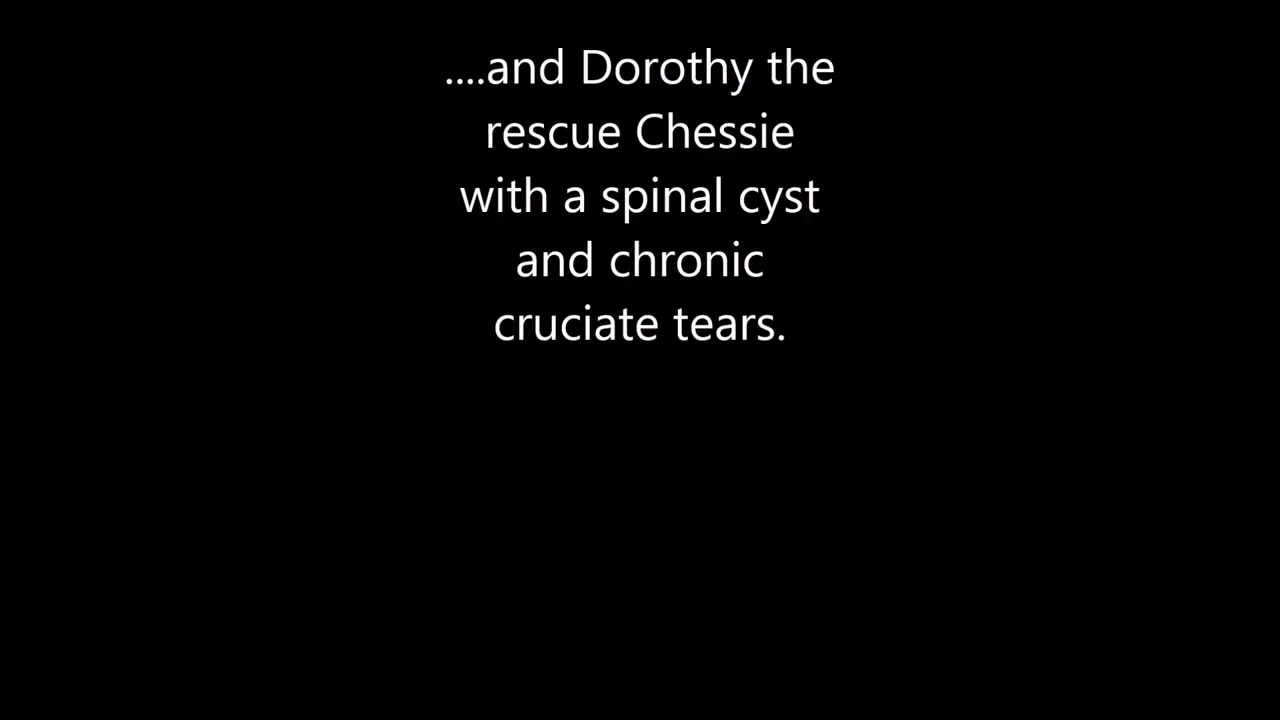 ....and Dorothy the
rescue Chessie
with a spinal cyst
and chronic
cruciate tears.